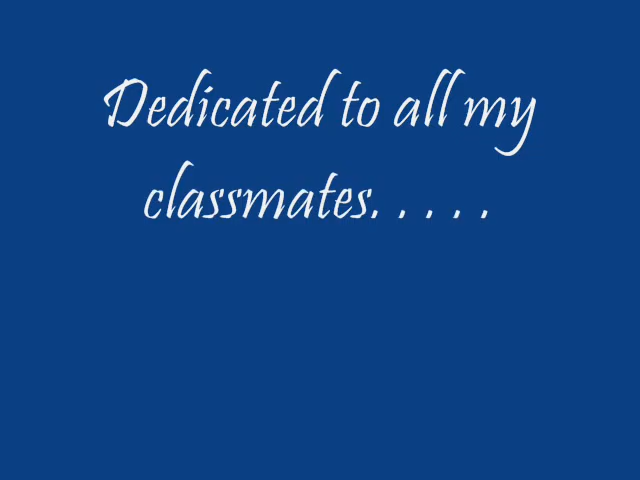 Dedicated to all my
classmates. . . . .